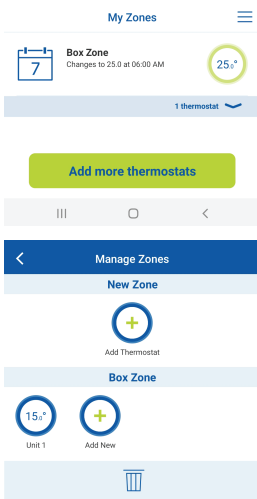 My Zones
7
Box Zone
Changes to 25.0 at 06:00 AM
25.0°
1 thermostat
Add more thermostats
Manage Zones
New Zone
Add Thermostat
Box Zone
15.0°
Unit 1
Add New